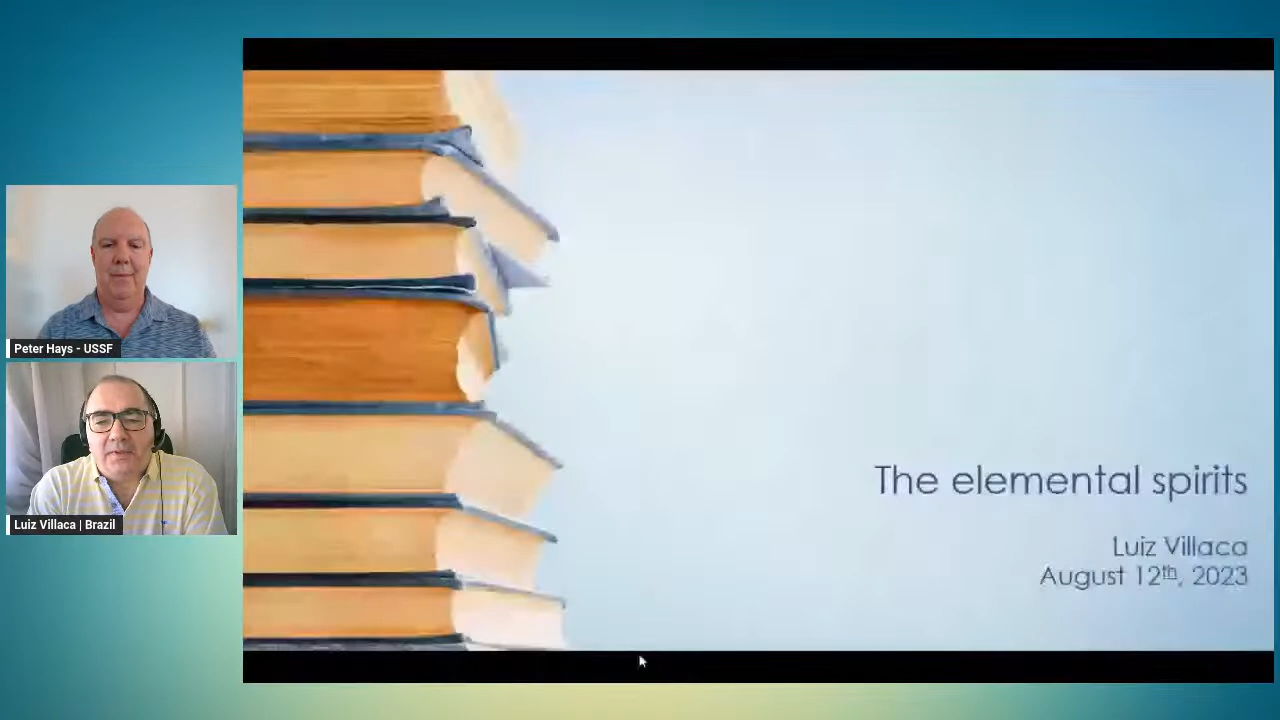 Peter Hays - USSF
Luiz Villaca | Brazil
The elemental spirits
Luiz Villaca
August 12th, 2023